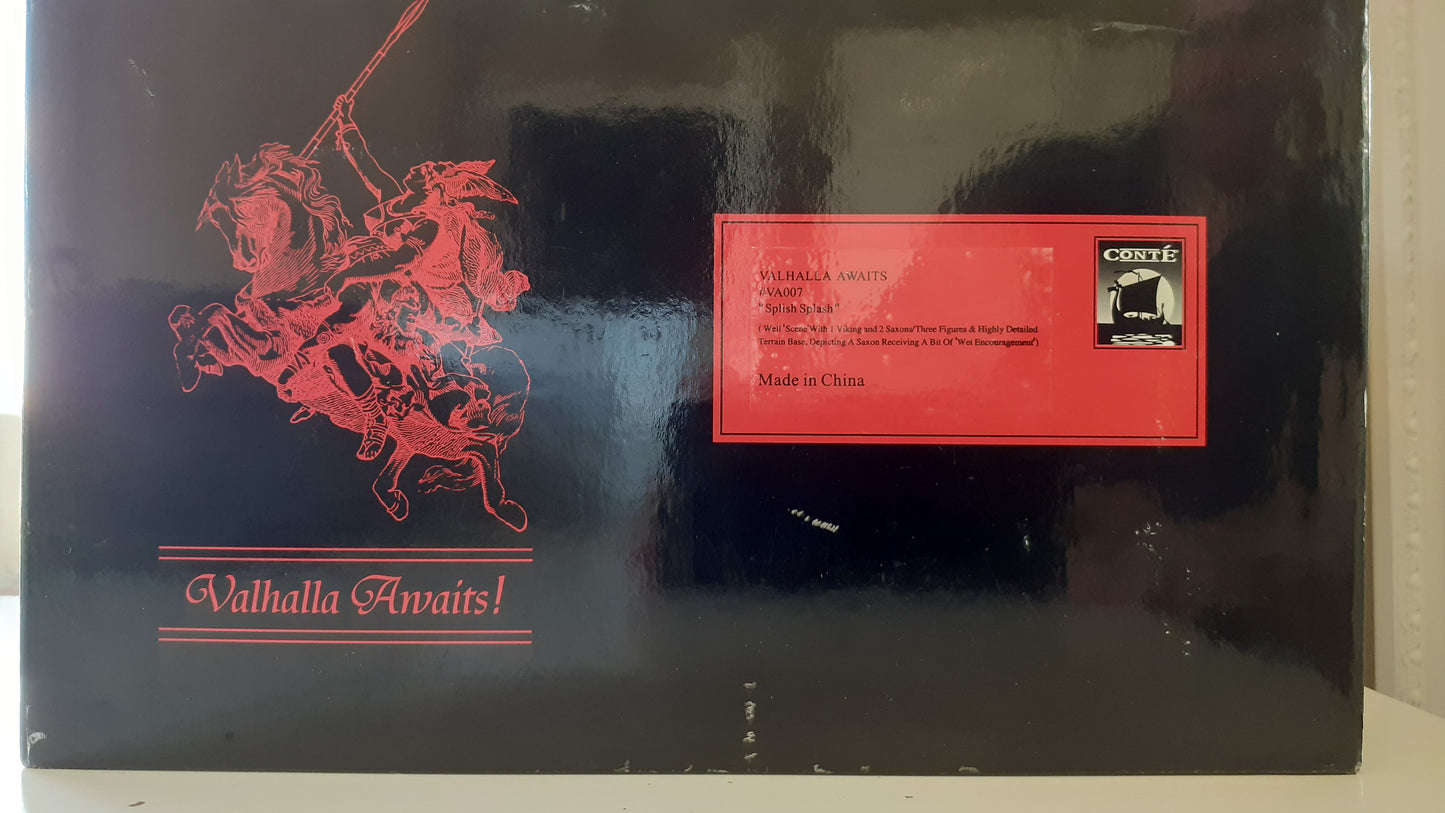 VALHALLA AWAITS
#VA007
"Splish Splash"
( Well 'Scene' With 1 Viking and 2 Saxons/Three Figures & Highly Detailed
Terrain Base, Depicting A Saxon Receiving A Bit Of 'Wet Encouragement')
Made in China
CONTÉ
Valhalla Awaits!